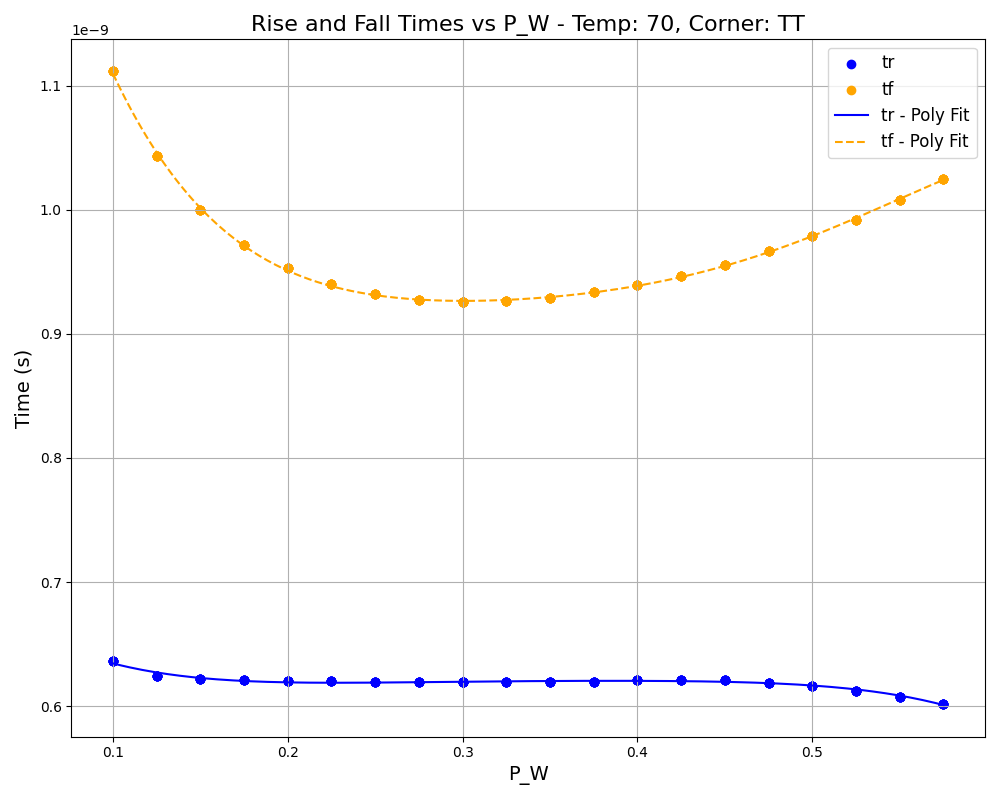 Rise and Fall Times vs P_W - Temp: 70, Corner: TT
1e−9
tr
tf
tr - Poly Fit
tf - Poly Fit
1.1
1.0
0.9
0.8
0.7
0.6
Time (s)
0.1 0.2 0.3 0.4 0.5
P_W